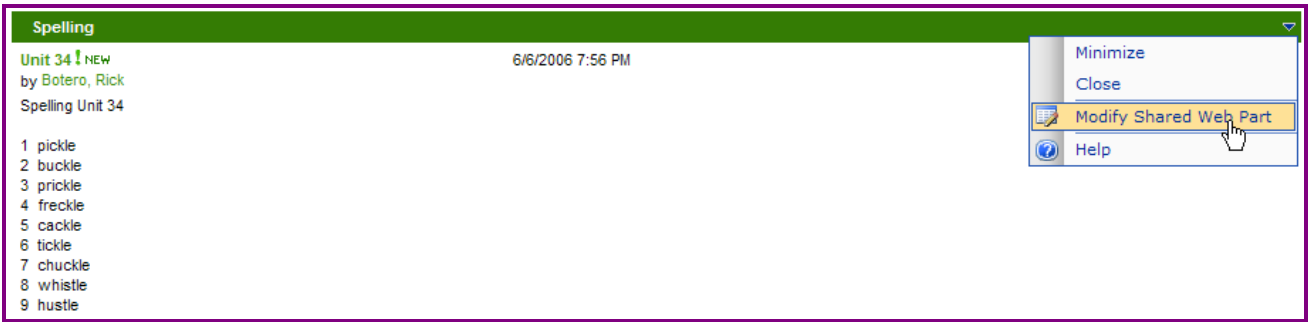 Spelling
Unit 34 ! NEW
6/6/2006 7:56 PM
by Botero, Rick
Spelling Unit 34
1 pickle
2 buckle
3 prickle
4 freckle
5 cackle
6 tickle
7 chuckle
8 whistle
9 hustle
Minimize
Close
Modify Shared Web Part
Help